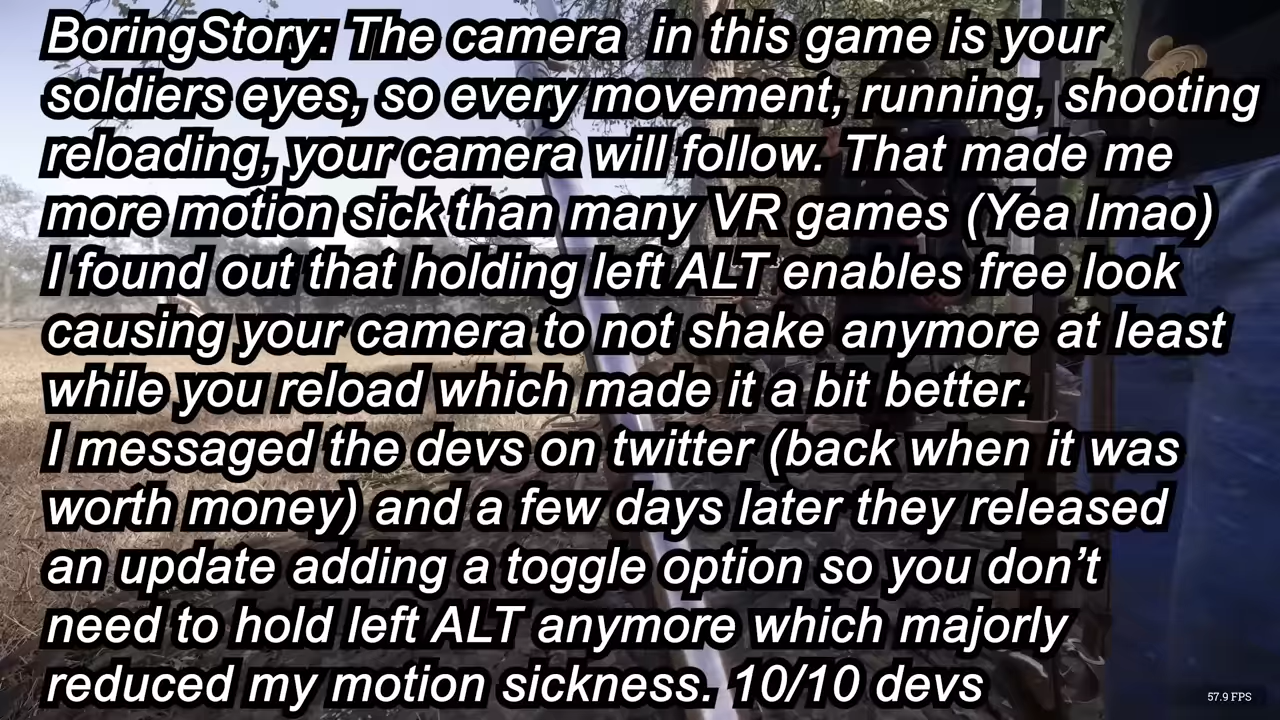 BoringStory: The camera in this game is your
soldiers eyes, so every movement, running, shooting
reloading, your camera will follow. That made me
more motion sick than many VR games (Yea lmao)
I found out that holding left ALT enables free look
causing your camera to not shake anymore at least
while you reload which made it a bit better.
I messaged the devs on twitter (back when it was
worth money) and a few days later they released
an update adding a toggle option so you don’t
need to hold left ALT anymore which majorly
reduced my motion sickness. 10/10 devs
57.9 FPS